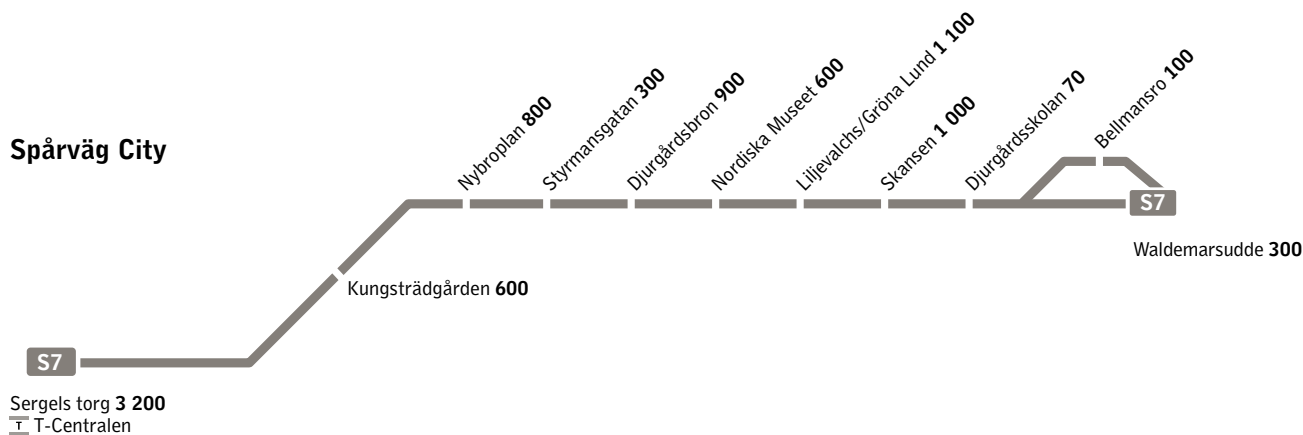 Spårväg City
S7
Sergels torg 3 200
T T-Centralen
Kungsträdgården 600
Nybroplan 800
Styrmansgatan 300
Djurgårdsbron 900
Nordiska Museet 600
Liljevalchs/Gröna Lund 1 100
Skansen 1 000
Djurgårdsskolan 70
Bellmansro 100
S7
Waldemarsudde 300